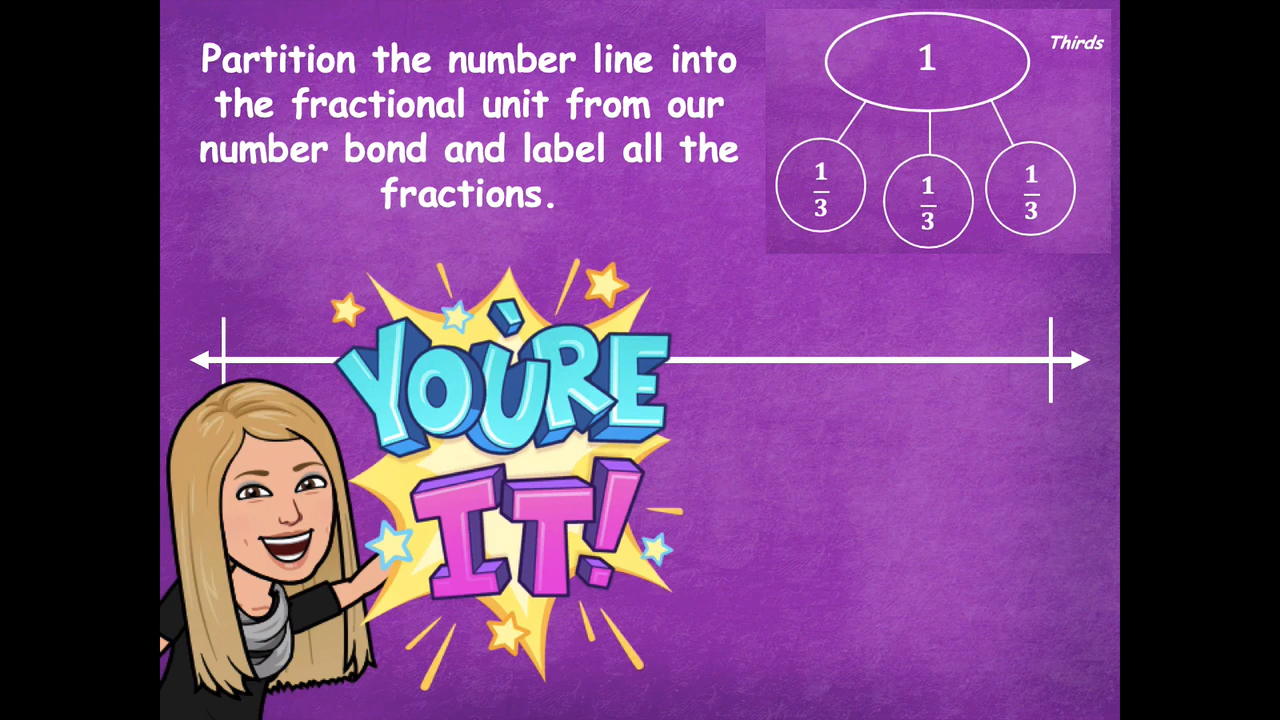 Partition the number line into
the fractional unit from our
number bond and label all the
fractions.
Thirds
1
1/3
1/3
1/3
YOU'RE
IT!